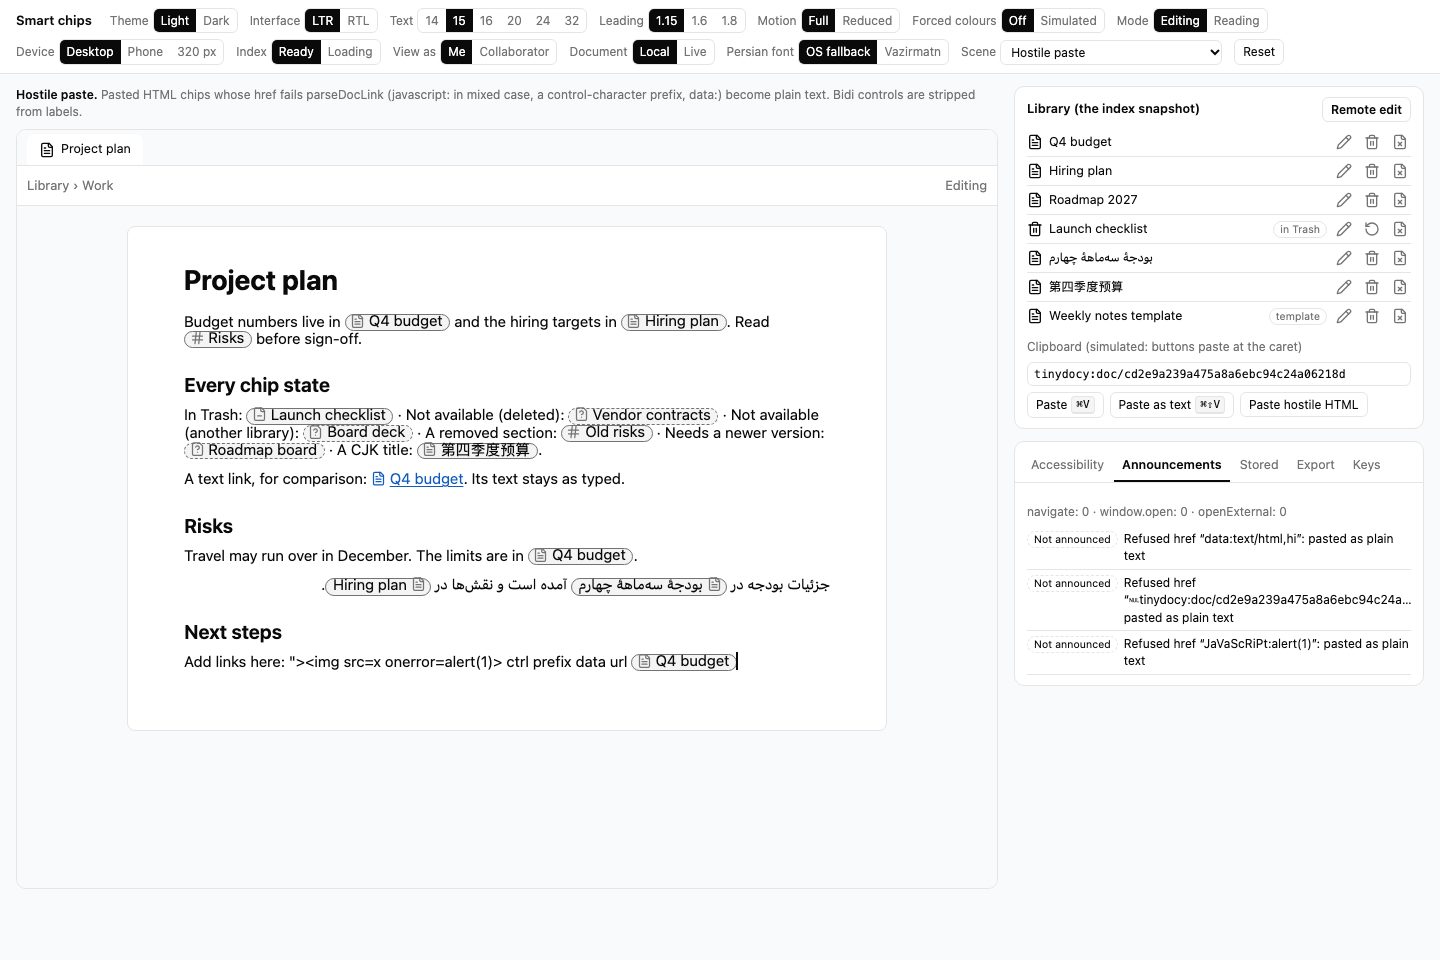 Smart chips Theme Light Dark Interface LTR RTL Text 14 15 16 20 24 32 Leading 1.15 1.6 1.8 Motion Full Reduced Forced colours Off Simulated Mode Editing Reading
Device Desktop Phone 320 px Index Ready Loading View as Me Collaborator Document Local Live Persian font OS fallback Vazirmatn Scene Hostile paste Reset
Hostile paste. Pasted HTML chips whose href fails parseDocLink (javascript: in mixed case, a control-character prefix, data:) become plain text. Bidi controls are stripped
from labels.
Project plan
Library › Work Editing
Project plan
Budget numbers live in Q4 budget and the hiring targets in Hiring plan. Read
Risks before sign-off.
Every chip state
In Trash: Launch checklist · Not available (deleted): Vendor contracts · Not available
(another library): Board deck · A removed section: Old risks · Needs a newer version:
Roadmap board · A CJK title: 第四季度预算.
A text link, for comparison: Q4 budget. Its text stays as typed.
Risks
Travel may run over in December. The limits are in Q4 budget.
جزئیات بودجه در بودجهٔ سه‌ماههٔ چهارم آمده است و نقش‌ها در Hiring plan.
Next steps
Add links here: "><img src=x onerror=alert(1)> ctrl prefix data url Q4 budget
Library (the index snapshot) Remote edit
Q4 budget
Hiring plan
Roadmap 2027
Launch checklist in Trash
بودجهٔ سه‌ماههٔ چهارم
第四季度预算
Weekly notes template template
Clipboard (simulated: buttons paste at the caret)
tinydocy:doc/cd2e9a239a475a8a6ebc94c24a06218d
Paste ⌘V Paste as text ⌘⇧V Paste hostile HTML
Accessibility Announcements Stored Export Keys
navigate: 0 · window.open: 0 · openExternal: 0
Not announced Refused href “data:text/html,hi”: pasted as plain
text
Not announced Refused href
“␀tinydocy:doc/cd2e9a239a475a8a6ebc94c24a…
pasted as plain text
Not announced Refused href “JaVaScRiPt:alert(1)”: pasted as plain
text